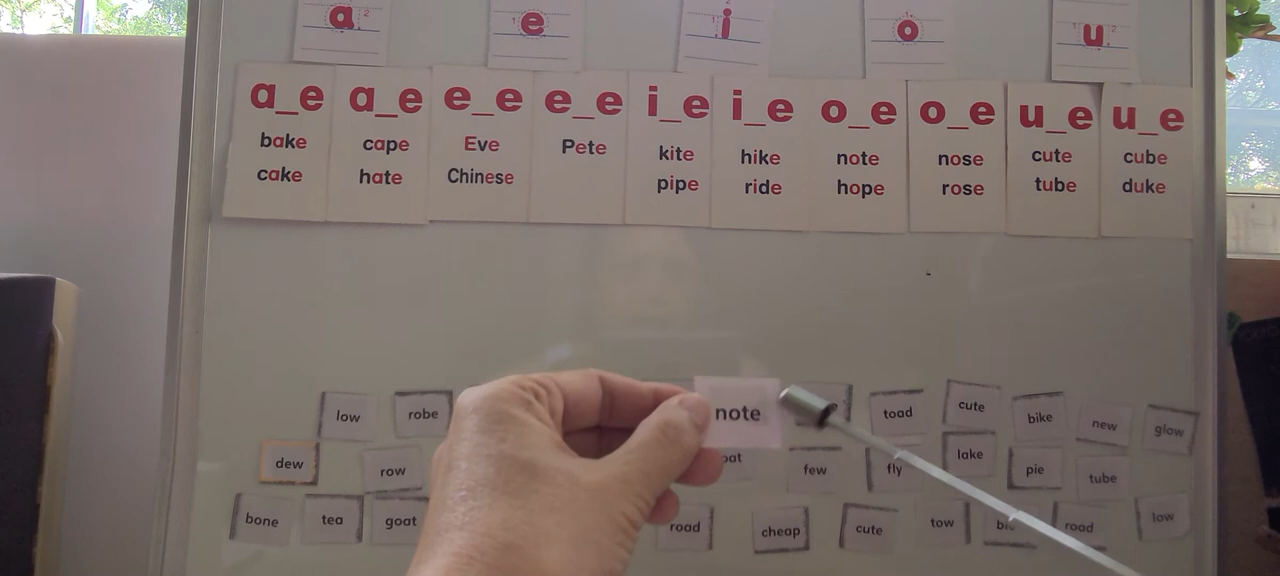 a e i o u
a_e a_e e_e e_e i_e i_e o_e o_e u_e u_e
bake cape Eve Pete kite hike note nose cute cube
cake hate Chinese pipe ride hope rose tube duke
low robe note toad cute bike new glow
dew row few fly lake pie tube
bone tea goat road cheap cute tow road low